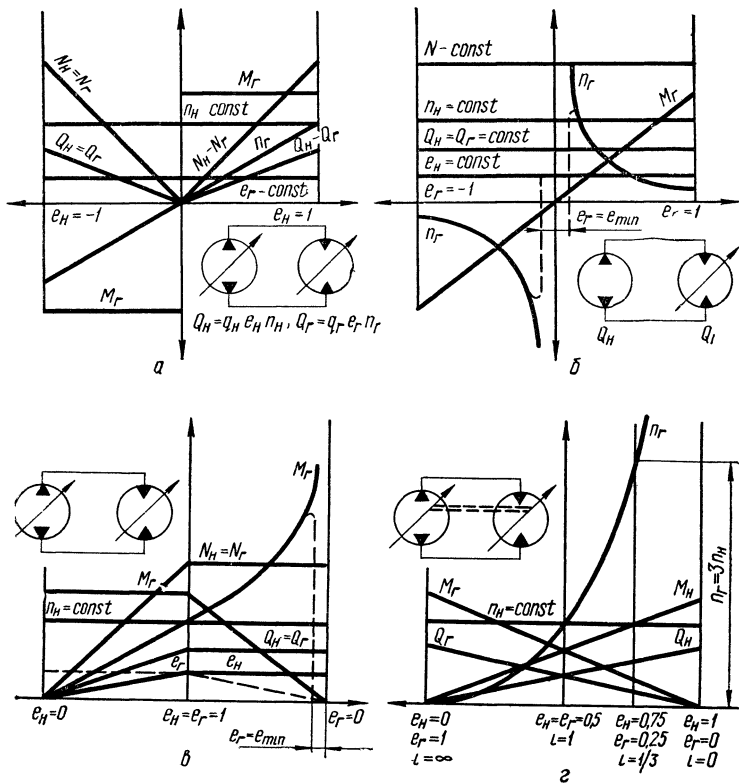 N_H=N_Г
M_Г
n_H const
Q_H=Q_Г
N_H-N_Г
n_Г
Q_H-Q_Г
e_Г-const
e_H=-1
e_H=1
M_Г
Q_H=q_H e_H n_H, Q_Г=q_Г e_Г n_Г
а
N-const
n_Г
M_Г
n_H=const
Q_H=Q_Г=const
e_H=const
e_Г=-1
e_Г=e_min
e_Г=1
n_Г
Q_H
б
M_Г
N_H=N_Г
M_Г
n_H=const
Q_H=Q_Г
e_Г
e_H
e_H=0
e_H=e_Г=1
e_Г=0
e_Г=e_min
в
n_Г
M_Г
n_H=const
M_H
Q_Г
Q_H
n_Г=3n_H
e_H=0
e_Г=1
i=∞
e_H=e_Г=0,5
i=1
e_H=0,75
e_Г=0,25
i=1/3
e_H=1
e_Г=0
i=0
г